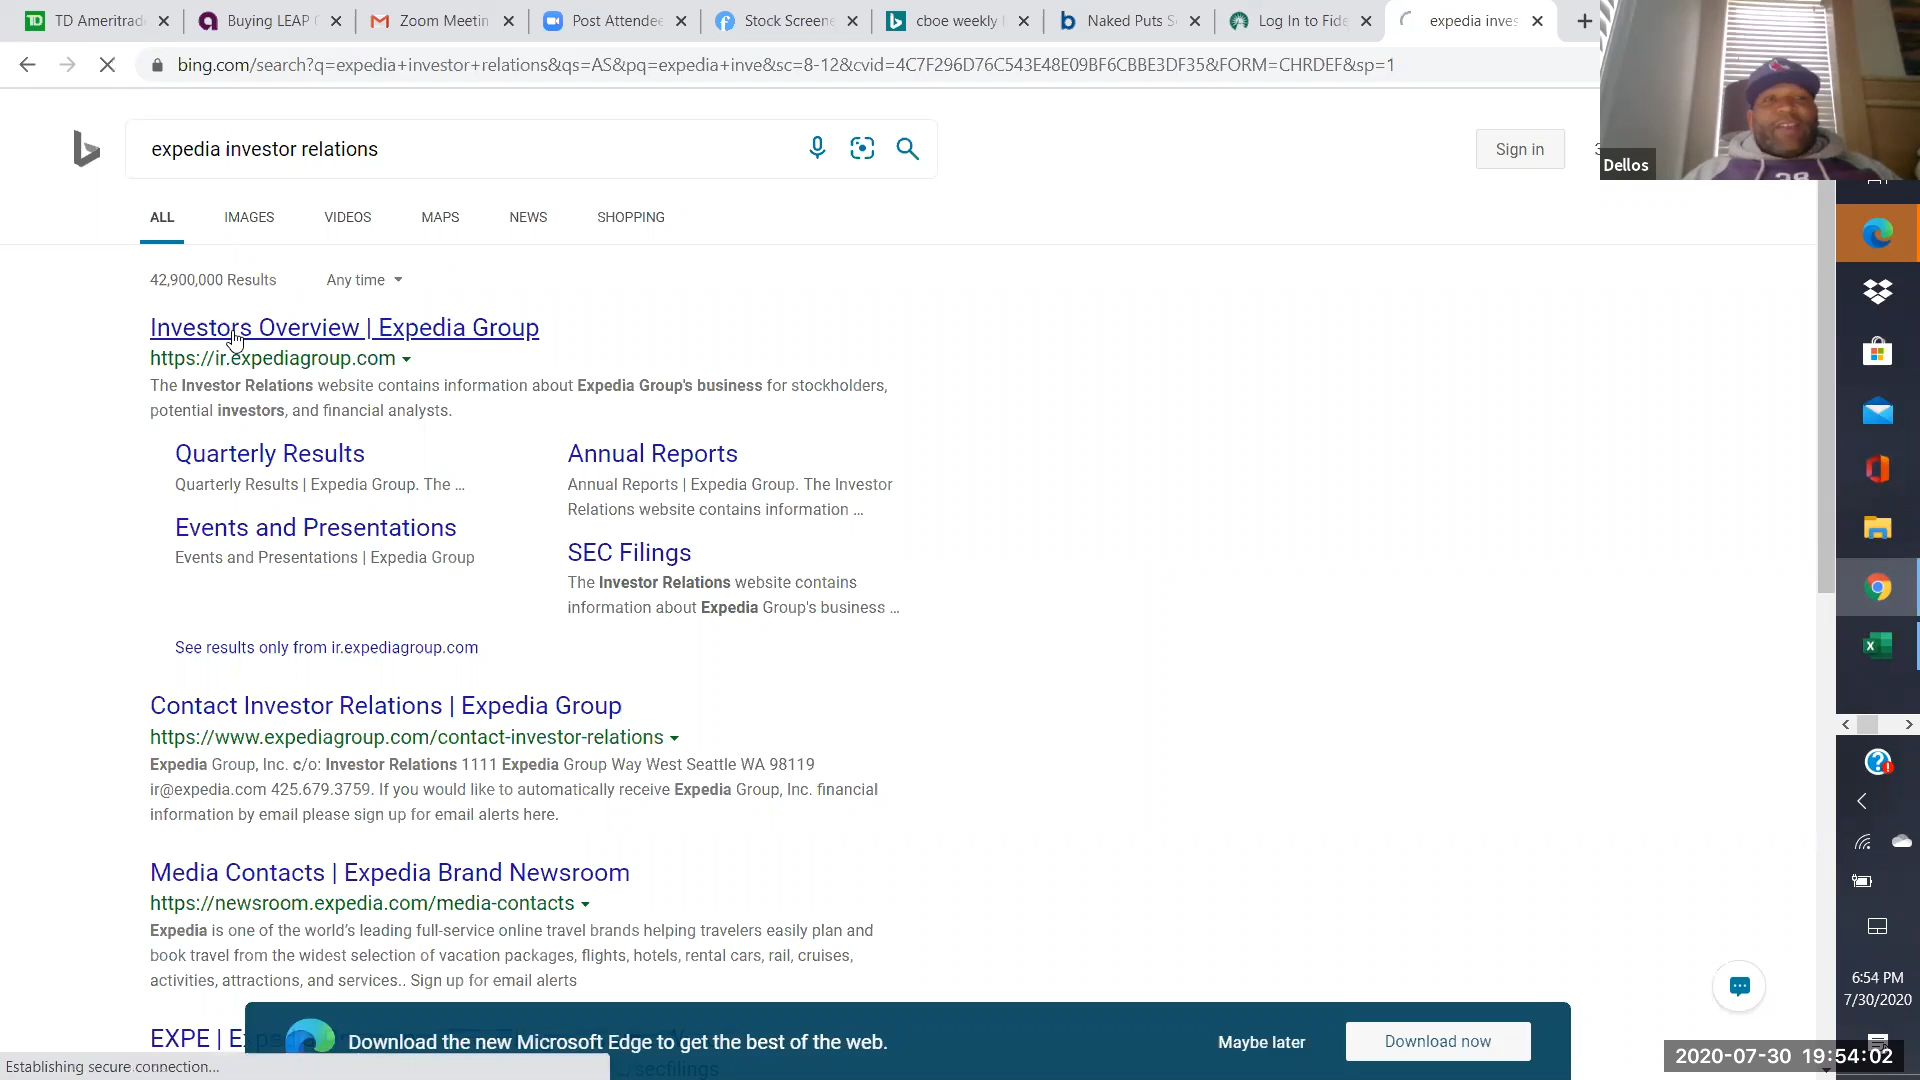 TD Ameritrad
Buying LEAP
Zoom Meetin
Post Attendee
Stock Screene
cboe weekly
Naked Puts S
Log In to Fide
expedia inves
bing.com/search?q=expedia+investor+relations&qs=AS&pq=expedia+inve&sc=8-12&cvid=4C7F296D76C543E48E09BF6CBBE3DF35&FORM=CHRDEF&sp=1
expedia investor relations
Sign in
Dellos
ALL IMAGES VIDEOS MAPS NEWS SHOPPING
42,900,000 Results Any time
Investors Overview | Expedia Group
https://ir.expediagroup.com
The Investor Relations website contains information about Expedia Group's business for stockholders,
potential investors, and financial analysts.
Quarterly Results
Quarterly Results | Expedia Group. The ...
Events and Presentations
Events and Presentations | Expedia Group
Annual Reports
Annual Reports | Expedia Group. The Investor
Relations website contains information ...
SEC Filings
The Investor Relations website contains
information about Expedia Group's business ...
See results only from ir.expediagroup.com
Contact Investor Relations | Expedia Group
https://www.expediagroup.com/contact-investor-relations
Expedia Group, Inc. c/o: Investor Relations 1111 Expedia Group Way West Seattle WA 98119
ir@expedia.com 425.679.3759. If you would like to automatically receive Expedia Group, Inc. financial
information by email please sign up for email alerts here.
Media Contacts | Expedia Brand Newsroom
https://newsroom.expedia.com/media-contacts
Expedia is one of the world's leading full-service online travel brands helping travelers easily plan and
book travel from the widest selection of vacation packages, flights, hotels, rental cars, rail, cruises,
activities, attractions, and services.. Sign up for email alerts
EXPE |
Download the new Microsoft Edge to get the best of the web.
Maybe later
Download now
Establishing secure connection...
6:54 PM
7/30/2020
2020-07-30 19:54:02